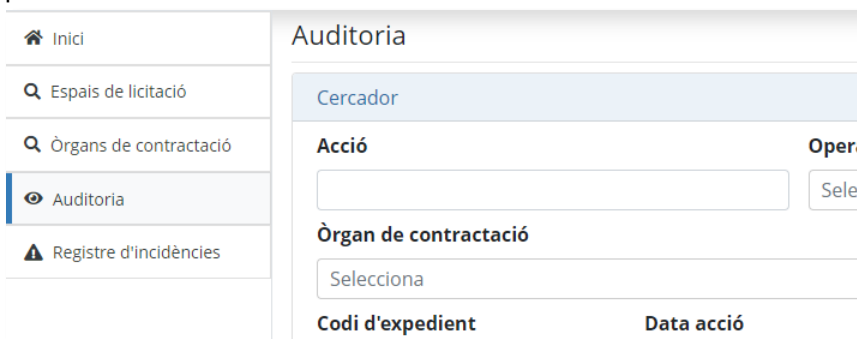 Inici
Espais de licitació
Òrgans de contractació
Auditoria
Registre d'incidències
Auditoria
Cercador
Acció
Òrgan de contractació
Selecciona
Codi d'expedient Data acció